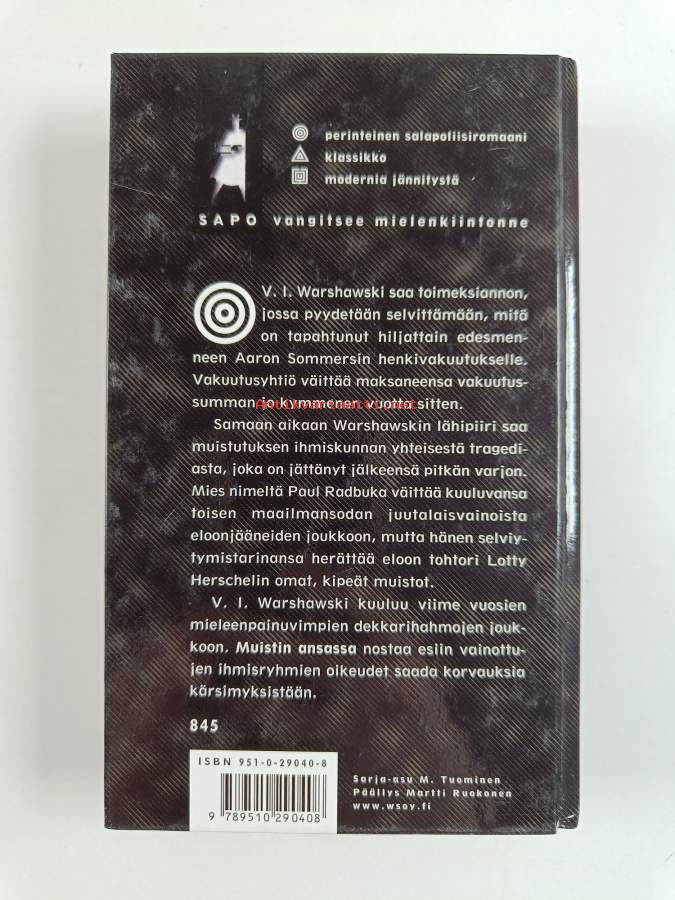 perinteinen salapoliisiromaani
klassikko
modernia jännitystä
SAPO vangitsee mielenkiintonne
V. I. Warshawski saa toimeksiannon,
jossa pyydetään selvittämään, mitä
on tapahtunut hiljattain edesmen-
neen Aaron Sommersin henkivakuutukselle.
Vakuutusyhtiö väittää maksaneensa vakuutus-
summan jo kymmenen vuotta sitten.
Antikvariaatti.net
Samaan aikaan Warshawskin lähipiiri saa
muistutuksen ihmiskunnan yhteisestä tragedi-
asta, joka on jättänyt jälkeensä pitkän varjon.
Mies nimeltä Paul Radbuka väittää kuuluvansa
toisen maailmansodan juutalaisvainoista
eloonjääneiden joukkoon, mutta hänen selviy-
tymistarinansa herättää eloon tohtori Lotty
Herschelin omat, kipeät muistot.
V. I. Warshawski kuuluu viime vuosien
mieleenpainuvimpien dekkarihahmojen jouk-
koon. Muistin ansassa nostaa esiin vainottu-
jen ihmisryhmien oikeudet saada korvauksia
kärsimyksistään.
845
ISBN 951-0-29040-8
9 789510 290408
Sarja-asu M. Tuominen
Päällys Martti Ruokonen
www.wsoy.fi